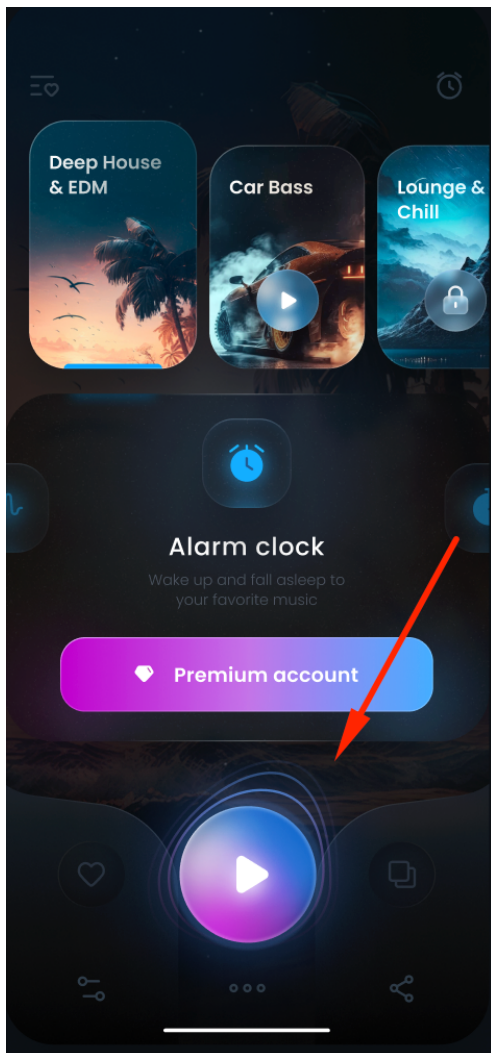 Deep House
& EDM
Car Bass
Lounge &
Chill
Alarm clock
Wake up and fall asleep to
your favorite music
Premium account